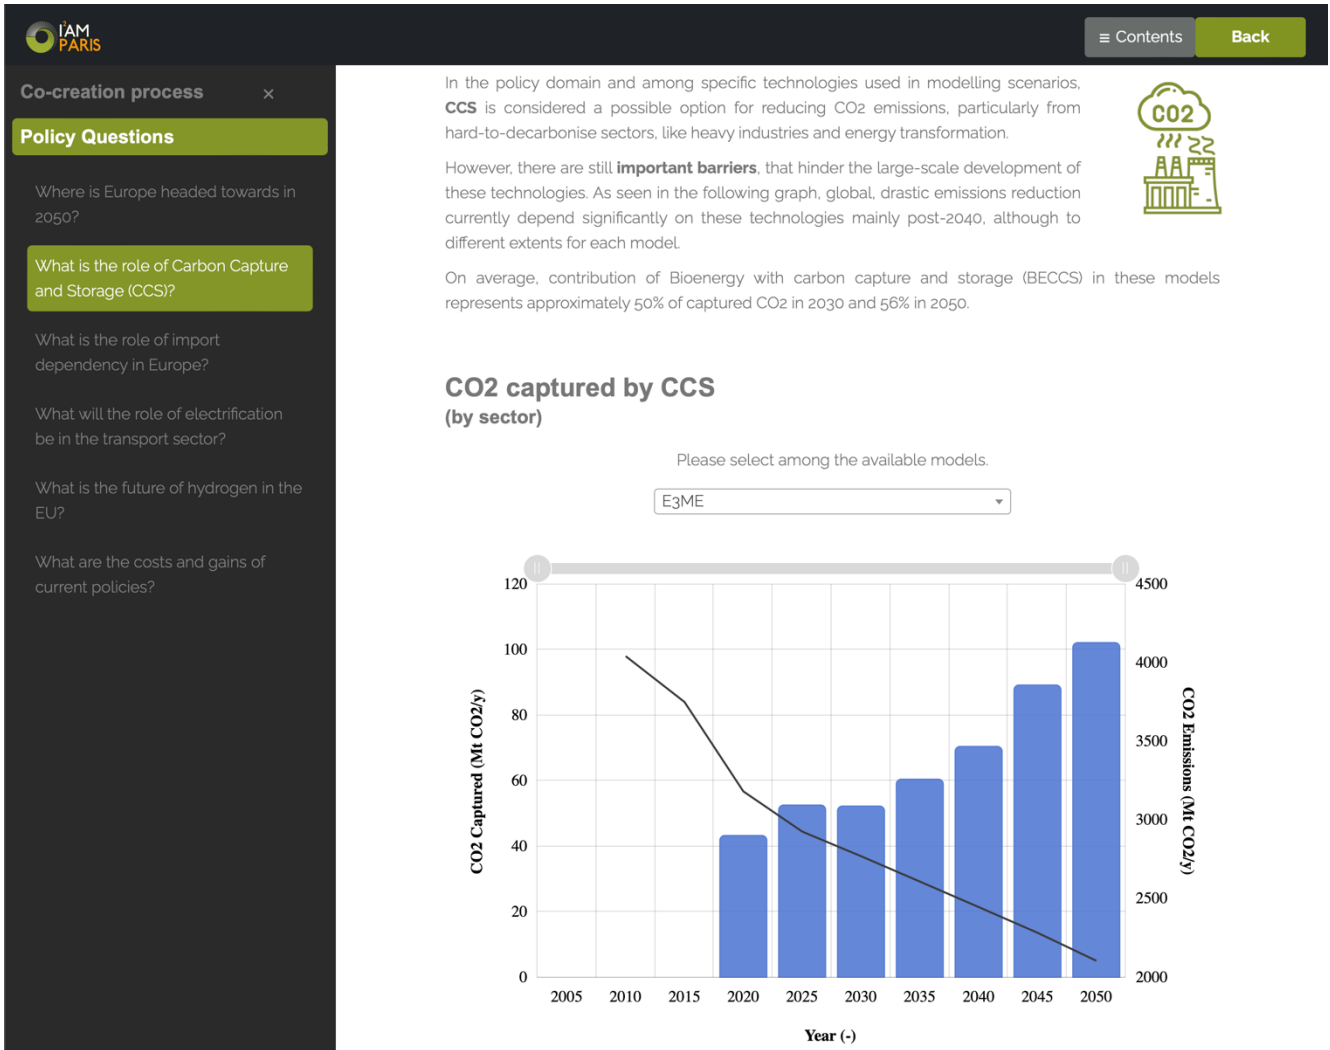 I²AM
PARIS
≡ Contents
Back
Co-creation process ×
Policy Questions
Where is Europe headed towards in
2050?
What is the role of Carbon Capture
and Storage (CCS)?
What is the role of import
dependency in Europe?
What will the role of electrification
be in the transport sector?
What is the future of hydrogen in the
EU?
What are the costs and gains of
current policies?
In the policy domain and among specific technologies used in modelling scenarios,
CCS is considered a possible option for reducing CO2 emissions, particularly from
hard-to-decarbonise sectors, like heavy industries and energy transformation.
However, there are still important barriers, that hinder the large-scale development of
these technologies. As seen in the following graph, global, drastic emissions reduction
currently depend significantly on these technologies mainly post-2040, although to
different extents for each model.
On average, contribution of Bioenergy with carbon capture and storage (BECCS) in these models
represents approximately 50% of captured CO2 in 2030 and 56% in 2050.
CO2
CO2 captured by CCS
(by sector)
Please select among the available models.
E3ME
CO2 Captured (Mt CO2/y)
120
100
80
60
40
20
0
4500
4000
3500
3000
2500
2000
CO2 Emissions (Mt CO2/y)
2005 2010 2015 2020 2025 2030 2035 2040 2045 2050
Year (-)